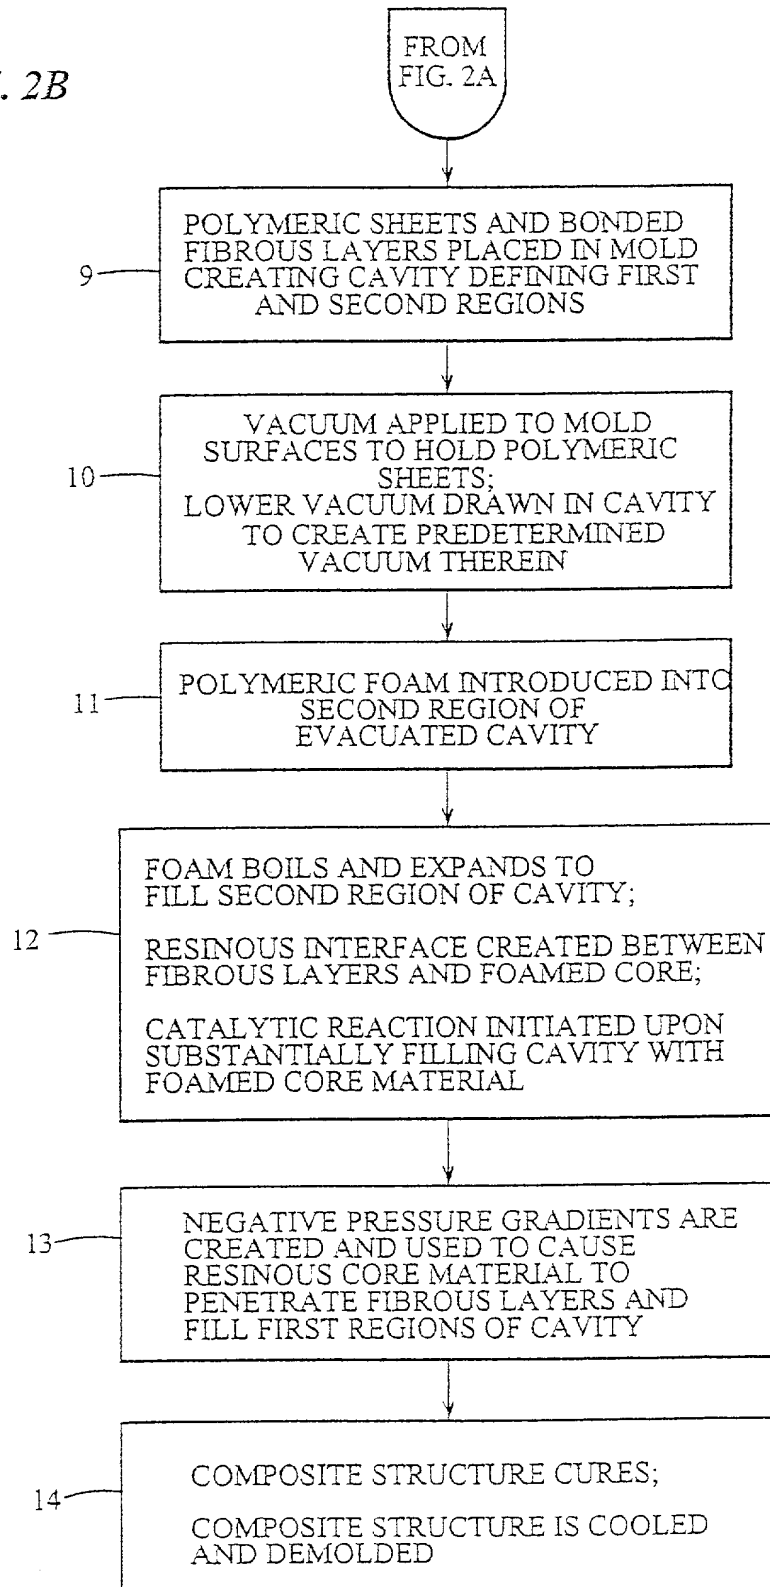 . 2B
FROM
FIG. 2A
9
POLYMERIC SHEETS AND BONDED
FIBROUS LAYERS PLACED IN MOLD
CREATING CAVITY DEFINING FIRST
AND SECOND REGIONS
10
VACUUM APPLIED TO MOLD
SURFACES TO HOLD POLYMERIC
SHEETS;
LOWER VACUUM DRAWN IN CAVITY
TO CREATE PREDETERMINED
VACUUM THEREIN
11
POLYMERIC FOAM INTRODUCED INTO
SECOND REGION OF
EVACUATED CAVITY
12
FOAM BOILS AND EXPANDS TO
FILL SECOND REGION OF CAVITY;
RESINOUS INTERFACE CREATED BETWEEN
FIBROUS LAYERS AND FOAMED CORE;
CATALYTIC REACTION INITIATED UPON
SUBSTANTIALLY FILLING CAVITY WITH
FOAMED CORE MATERIAL
13
NEGATIVE PRESSURE GRADIENTS ARE
CREATED AND USED TO CAUSE
RESINOUS CORE MATERIAL TO
PENETRATE FIBROUS LAYERS AND
FILL FIRST REGIONS OF CAVITY
14
COMPOSITE STRUCTURE CURES;
COMPOSITE STRUCTURE IS COOLED
AND DEMOLDED